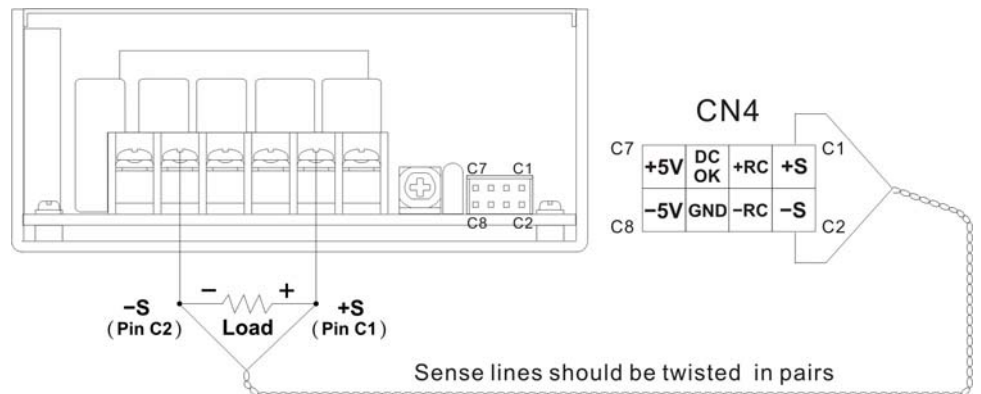 CN4
C7 C1
+5V DC OK +RC +S
−5V GND −RC −S
C8 C2
C7 C1
C8 C2
− +
−S
(Pin C2)
Load
+S
(Pin C1)
Sense lines should be twisted in pairs